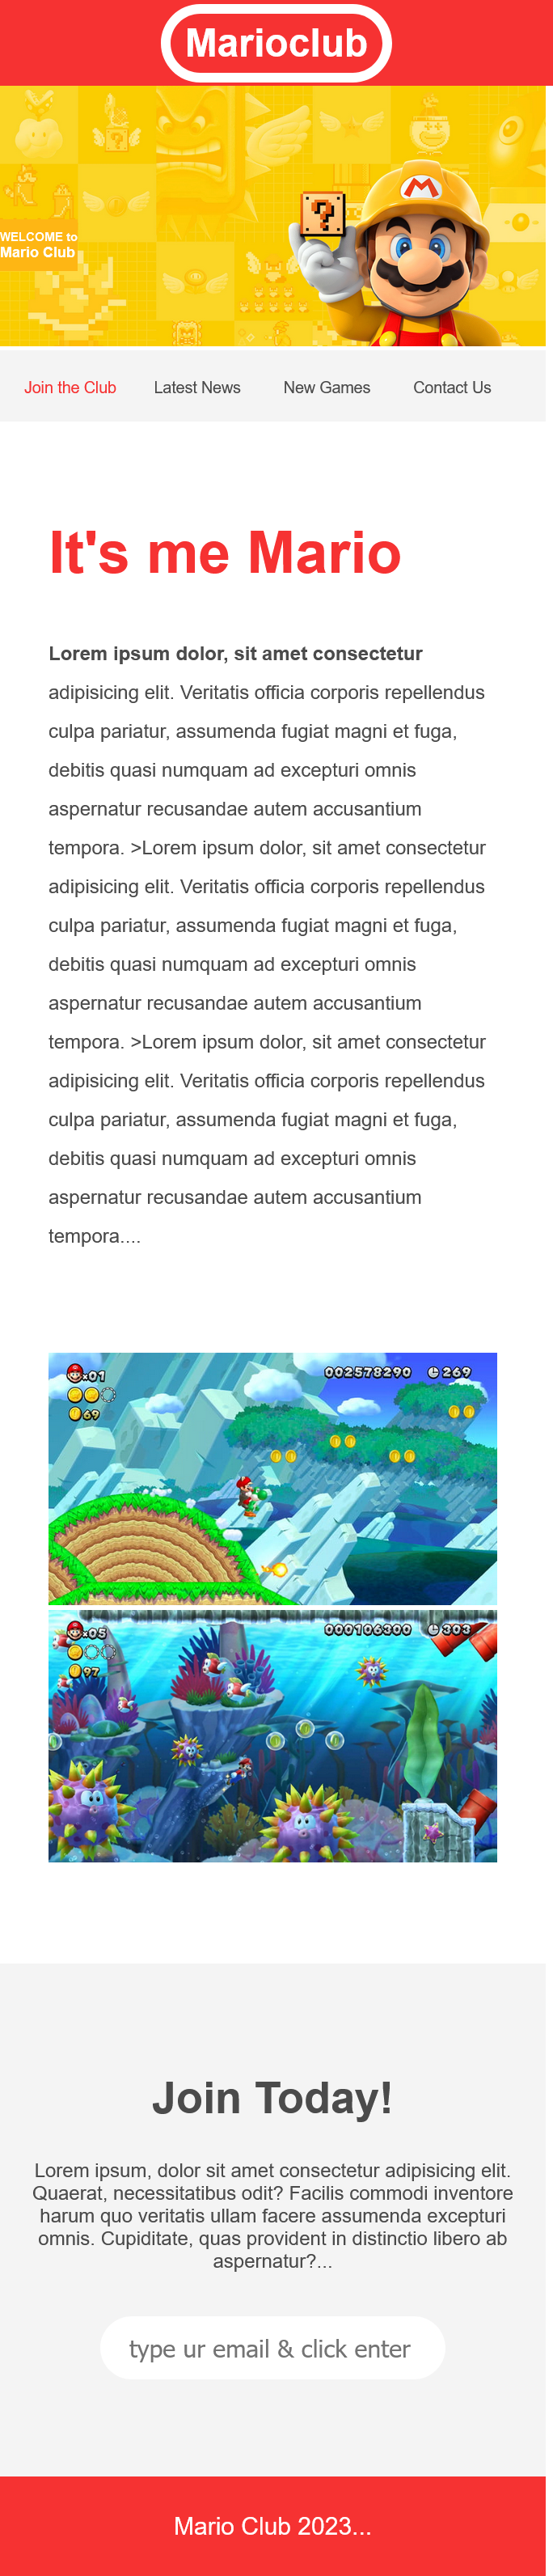 Marioclub
WELCOME to
Mario Club
Join the Club Latest News New Games Contact Us
It's me Mario
Lorem ipsum dolor, sit amet consectetur
adipisicing elit. Veritatis officia corporis repellendus
culpa pariatur, assumenda fugiat magni et fuga,
debitis quasi numquam ad excepturi omnis
aspernatur recusandae autem accusantium
tempora. >Lorem ipsum dolor, sit amet consectetur
adipisicing elit. Veritatis officia corporis repellendus
culpa pariatur, assumenda fugiat magni et fuga,
debitis quasi numquam ad excepturi omnis
aspernatur recusandae autem accusantium
tempora. >Lorem ipsum dolor, sit amet consectetur
adipisicing elit. Veritatis officia corporis repellendus
culpa pariatur, assumenda fugiat magni et fuga,
debitis quasi numquam ad excepturi omnis
aspernatur recusandae autem accusantium
tempora....
×01 002578290 269
69
×05 000106300 303
97
Join Today!
Lorem ipsum, dolor sit amet consectetur adipisicing elit.
Quaerat, necessitatibus odit? Facilis commodi inventore
harum quo veritatis ullam facere assumenda excepturi
omnis. Cupiditate, quas provident in distinctio libero ab
aspernatur?...
type ur email & click enter
Mario Club 2023...